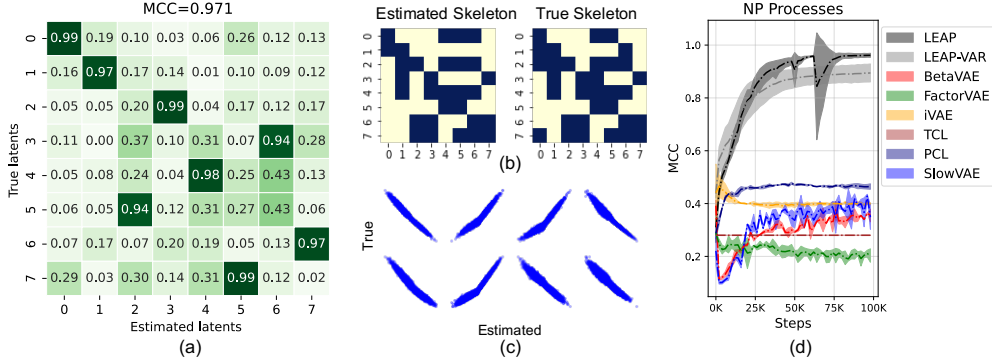 MCC=0.971
True latents
0 0.99 0.19 0.10 0.03 0.06 0.26 0.12 0.13
1 0.16 0.97 0.17 0.14 0.01 0.10 0.09 0.12
2 0.05 0.05 0.20 0.99 0.04 0.17 0.12 0.17
3 0.11 0.00 0.37 0.10 0.31 0.06 0.94 0.28
4 0.05 0.08 0.24 0.04 0.98 0.25 0.43 0.13
5 0.06 0.05 0.94 0.12 0.31 0.27 0.43 0.06
6 0.07 0.17 0.07 0.20 0.19 0.05 0.13 0.97
7 0.29 0.03 0.30 0.14 0.31 0.99 0.12 0.02
0 1 2 3 4 5 6 7
Estimated latents
(a)
Estimated Skeleton
0
1
2
3
4
5
6
7
0 1 2 3 4 5 6 7
True Skeleton
0
1
2
3
4
5
6
7
0 1 2 3 4 5 6 7
(b)
True
Estimated
(c)
NP Processes
MCC
1.0
0.8
0.6
0.4
0.2
0K 25K 50K 75K 100K
Steps
(d)
LEAP
LEAP-VAR
BetaVAE
FactorVAE
iVAE
TCL
PCL
SlowVAE